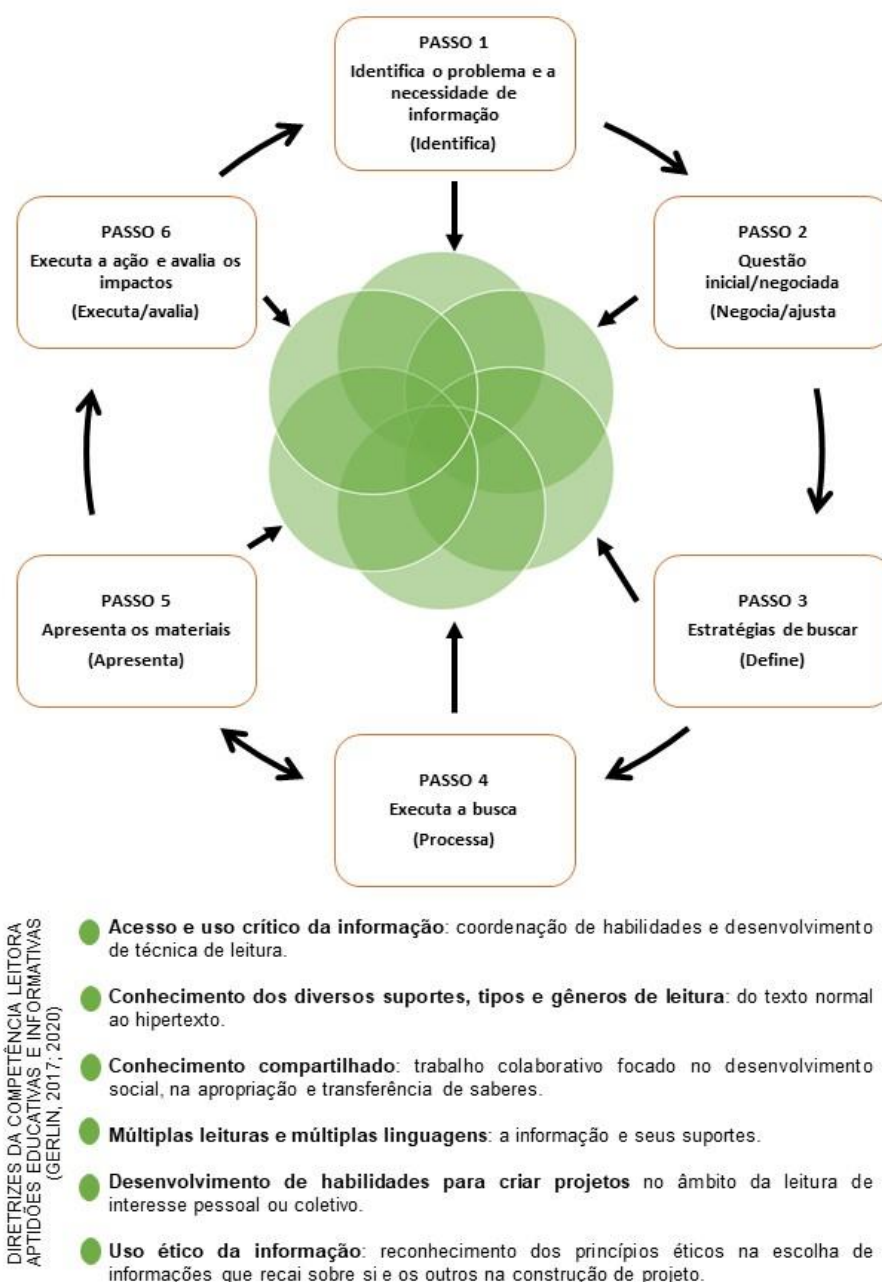 PASSO 1
Identifica o problema e a
necessidade de
informação
(Identifica)
PASSO 2
Questão
inicial/negociada
(Negocia/ajusta
PASSO 3
Estratégias de buscar
(Define)
PASSO 4
Executa a busca
(Processa)
PASSO 5
Apresenta os materiais
(Apresenta)
PASSO 6
Executa a ação e avalia os
impactos
(Executa/avalia)
DIRETRIZES DA COMPETÊNCIA LEITORA
APTIDÕES EDUCATIVAS E INFORMATIVAS
(GERLIN, 2017; 2020)
Acesso e uso crítico da informação: coordenação de habilidades e desenvolvimento
de técnica de leitura.
Conhecimento dos diversos suportes, tipos e gêneros de leitura: do texto normal
ao hipertexto.
Conhecimento compartilhado: trabalho colaborativo focado no desenvolvimento
social, na apropriação e transferência de saberes.
Múltiplas leituras e múltiplas linguagens: a informação e seus suportes.
Desenvolvimento de habilidades para criar projetos no âmbito da leitura de
interesse pessoal ou coletivo.
Uso ético da informação: reconhecimento dos princípios éticos na escolha de
informações que recai sobre si e os outros na construção de projeto.